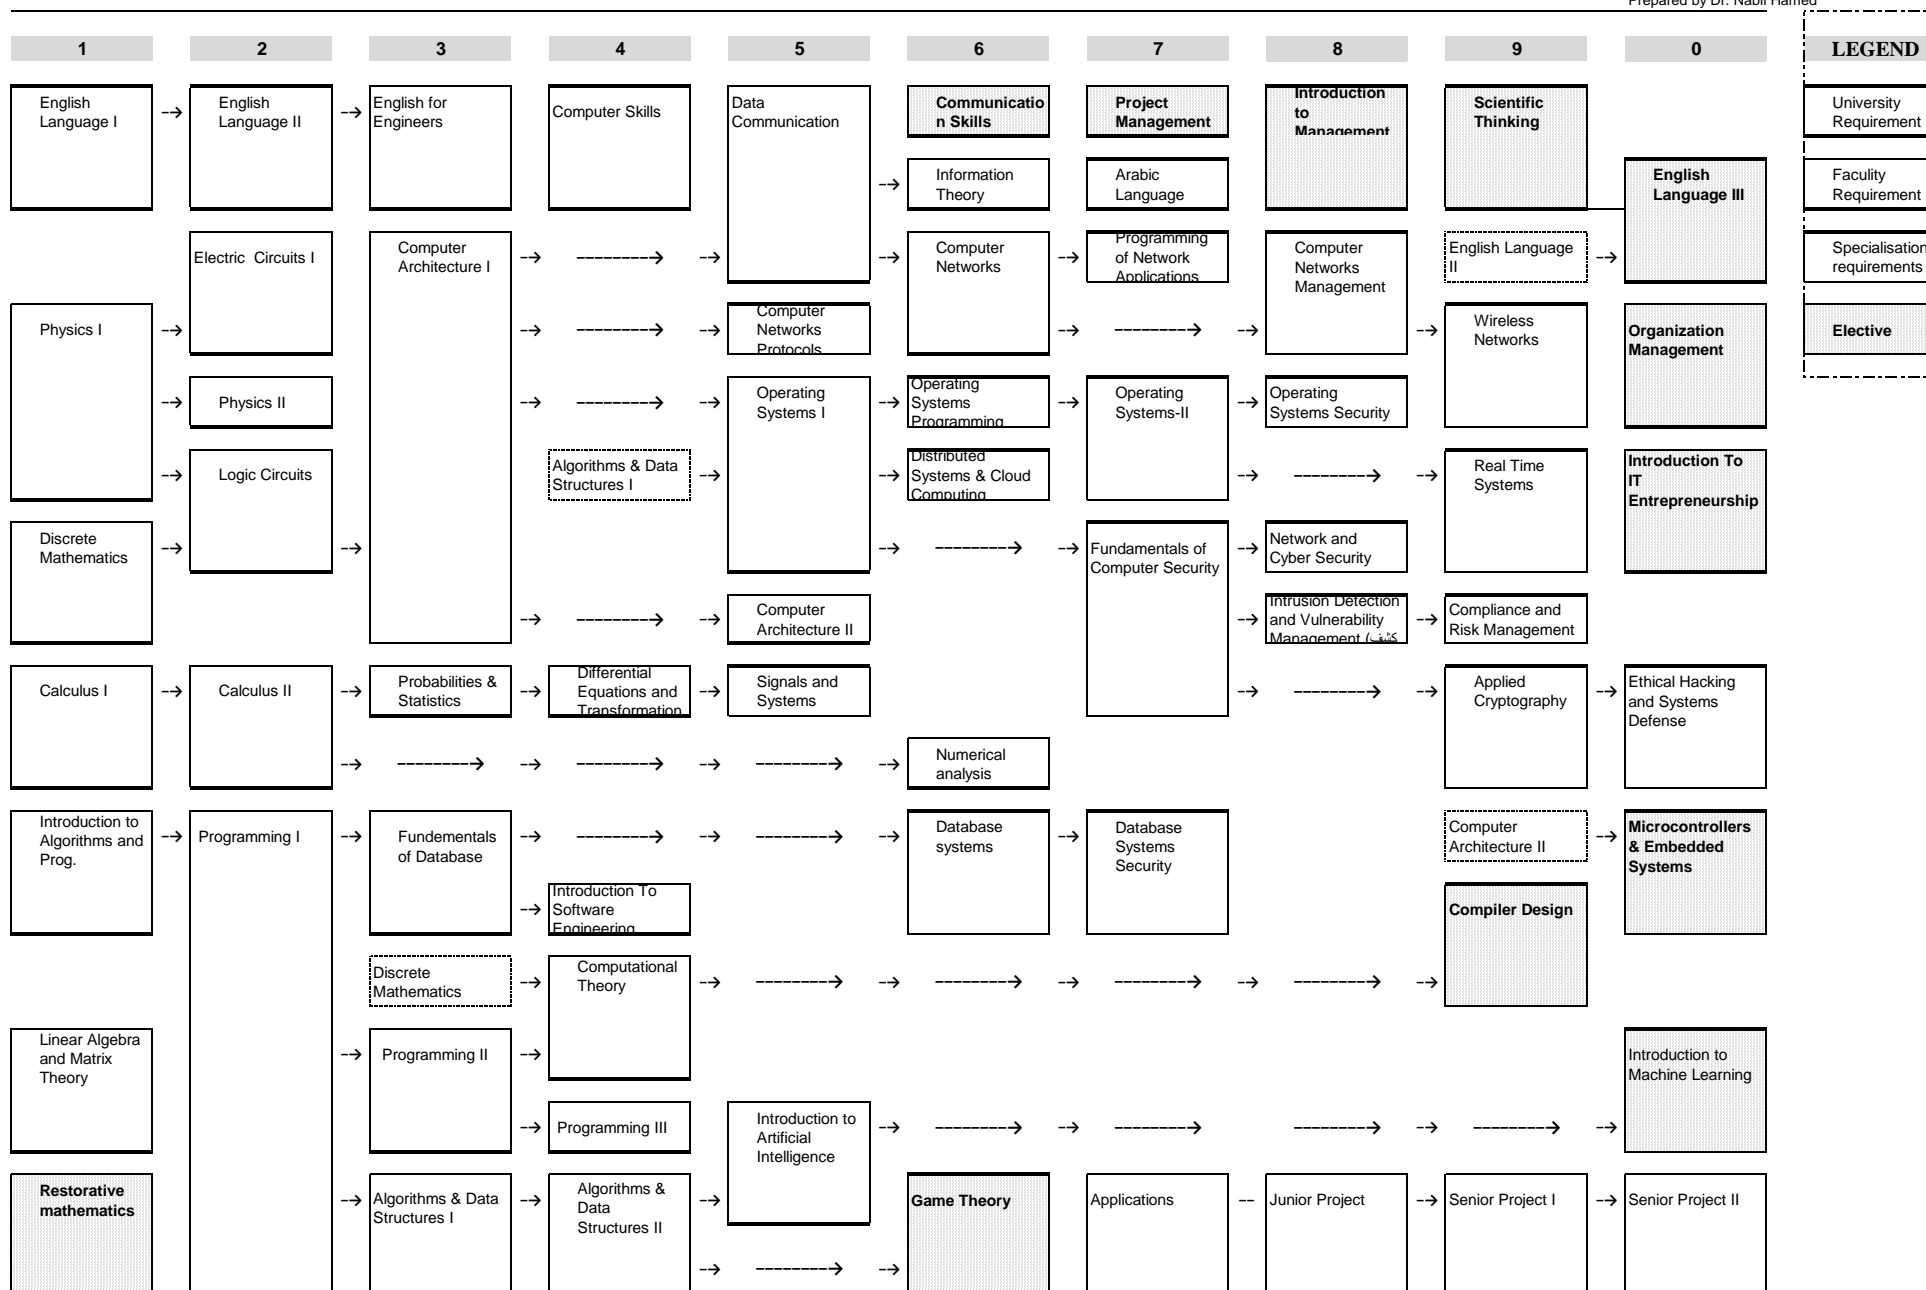 Prepared by Dr. Nabil Hamed
1 2 3 4 5 6 7 8 9 0 LEGEND
English
Language I
English
Language II
English for
Engineers
Computer Skills
Data
Communication
Communicatio
n Skills
Project
Management
Introduction
to
Management
Scientific
Thinking
University
Requirement
Information
Theory
Arabic
Language
English
Language III
Faculity
Requirement
Electric Circuits I
Computer
Architecture I
Computer
Networks
Programming
of Network
Applications
Computer
Networks
Management
English Language
II
Specialisation
requirements
Physics I
Computer
Networks
Protocols
Wireless
Networks
Organization
Management
Elective
Physics II
Operating
Systems I
Operating
Systems
Programming
Operating
Systems-II
Operating
Systems Security
Logic Circuits
Algorithms & Data
Structures I
Distributed
Systems & Cloud
Computing
Real Time
Systems
Introduction To
IT
Entrepreneurship
Discrete
Mathematics
Fundamentals of
Computer Security
Network and
Cyber Security
Computer
Architecture II
Intrusion Detection
and Vulnerability
Management (كشف
Compliance and
Risk Management
Calculus I
Calculus II
Probabilities &
Statistics
Differential
Equations and
Transformation
Signals and
Systems
Applied
Cryptography
Ethical Hacking
and Systems
Defense
Numerical
analysis
Introduction to
Algorithms and
Prog.
Programming I
Fundementals
of Database
Database
systems
Database
Systems
Security
Computer
Architecture II
Microcontrollers
& Embedded
Systems
Introduction To
Software
Engineering
Compiler Design
Discrete
Mathematics
Computational
Theory
Linear Algebra
and Matrix
Theory
Programming II
Introduction to
Machine Learning
Programming III
Introduction to
Artificial
Intelligence
Restorative
mathematics
Algorithms & Data
Structures I
Algorithms &
Data
Structures II
Game Theory
Applications
Junior Project
Senior Project I
Senior Project II